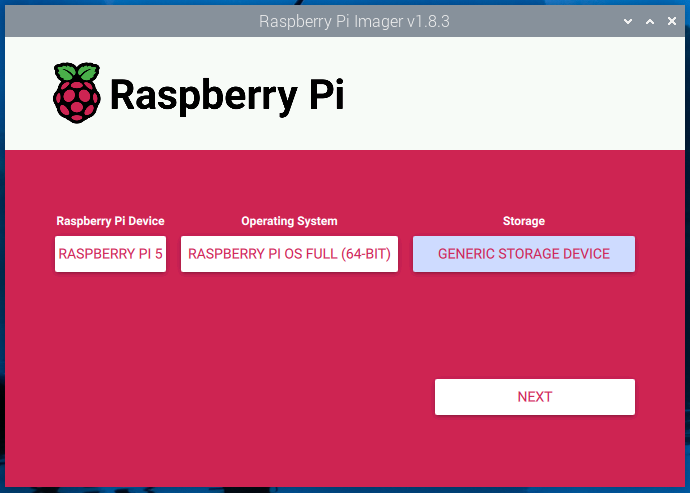 Raspberry Pi Imager v1.8.3
Raspberry Pi
Raspberry Pi Device
Operating System
Storage
RASPBERRY PI 5
RASPBERRY PI OS FULL (64-BIT)
GENERIC STORAGE DEVICE
NEXT